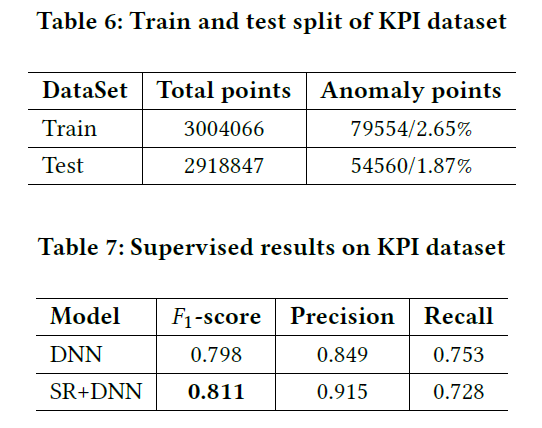 Table 6: Train and test split of KPI dataset
DataSet Total points Anomaly points
Train 3004066 79554/2.65%
Test 2918847 54560/1.87%
Table 7: Supervised results on KPI dataset
Model F1-score Precision Recall
DNN 0.798 0.849 0.753
SR+DNN 0.811 0.915 0.728